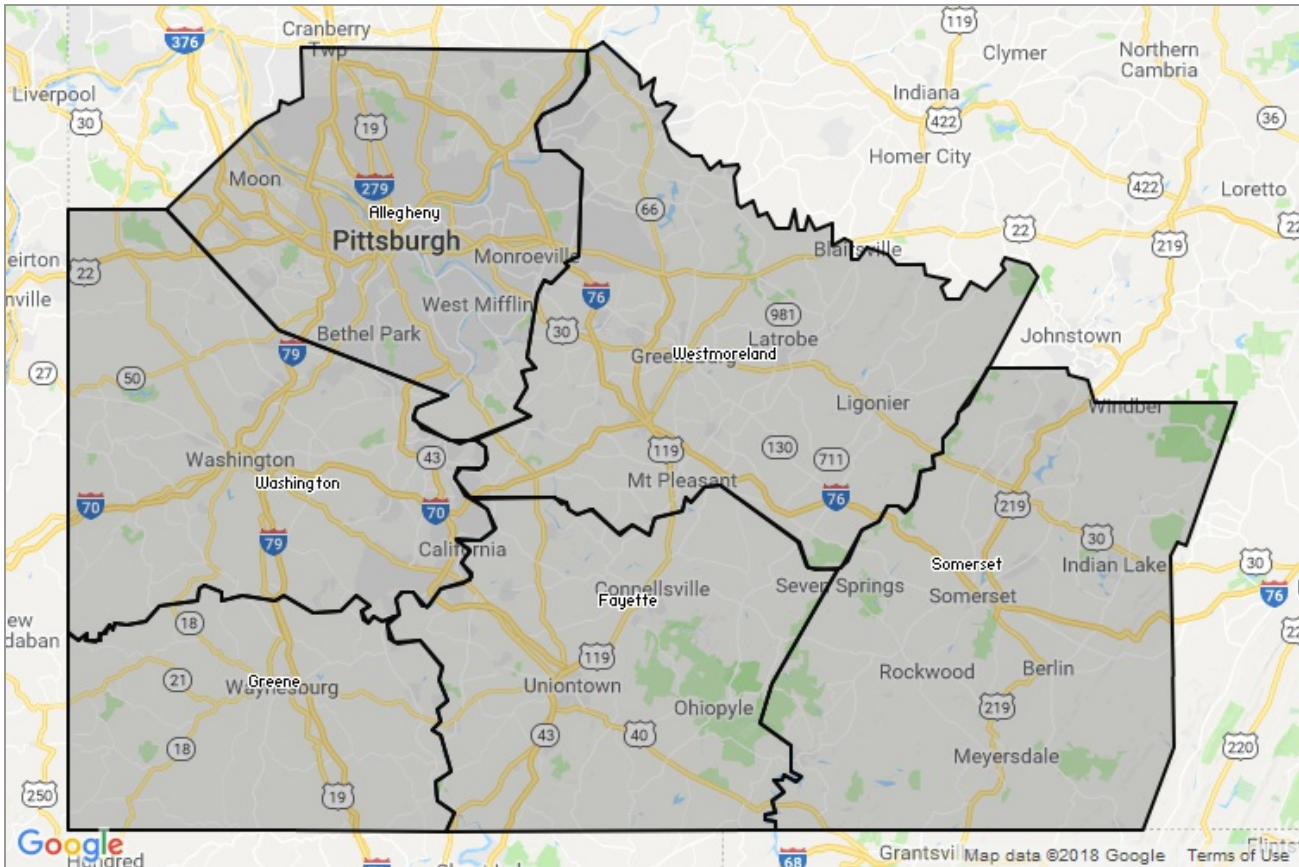 Cranberry
Twp
119
Clymer
Northern
Cambria
376
Liverpool
30
Indiana
422
36
19
Homer City
Moon
279
422
Loretto
Allegheny
66
22
Pittsburgh
219
22
Monroeville
Blairsville
22
76
West Mifflin
981
Bethel Park
30
Latrobe
Johnstown
79
Westmoreland
27
50
Ligonier
Windber
Washington
43
119
130
711
Mt Pleasant
Washington
70
70
76
219
79
California
30
Indian Lake
30
Somerset
Connellsville
Seven Springs
Fayette
Somerset
76
18
119
21
Greene
Waynesburg
Uniontown
Rockwood
Berlin
Ohiopyle
219
18
43
40
220
Meyersdale
250
19
Google
68
Map data ©2018 Google
Terms of Use